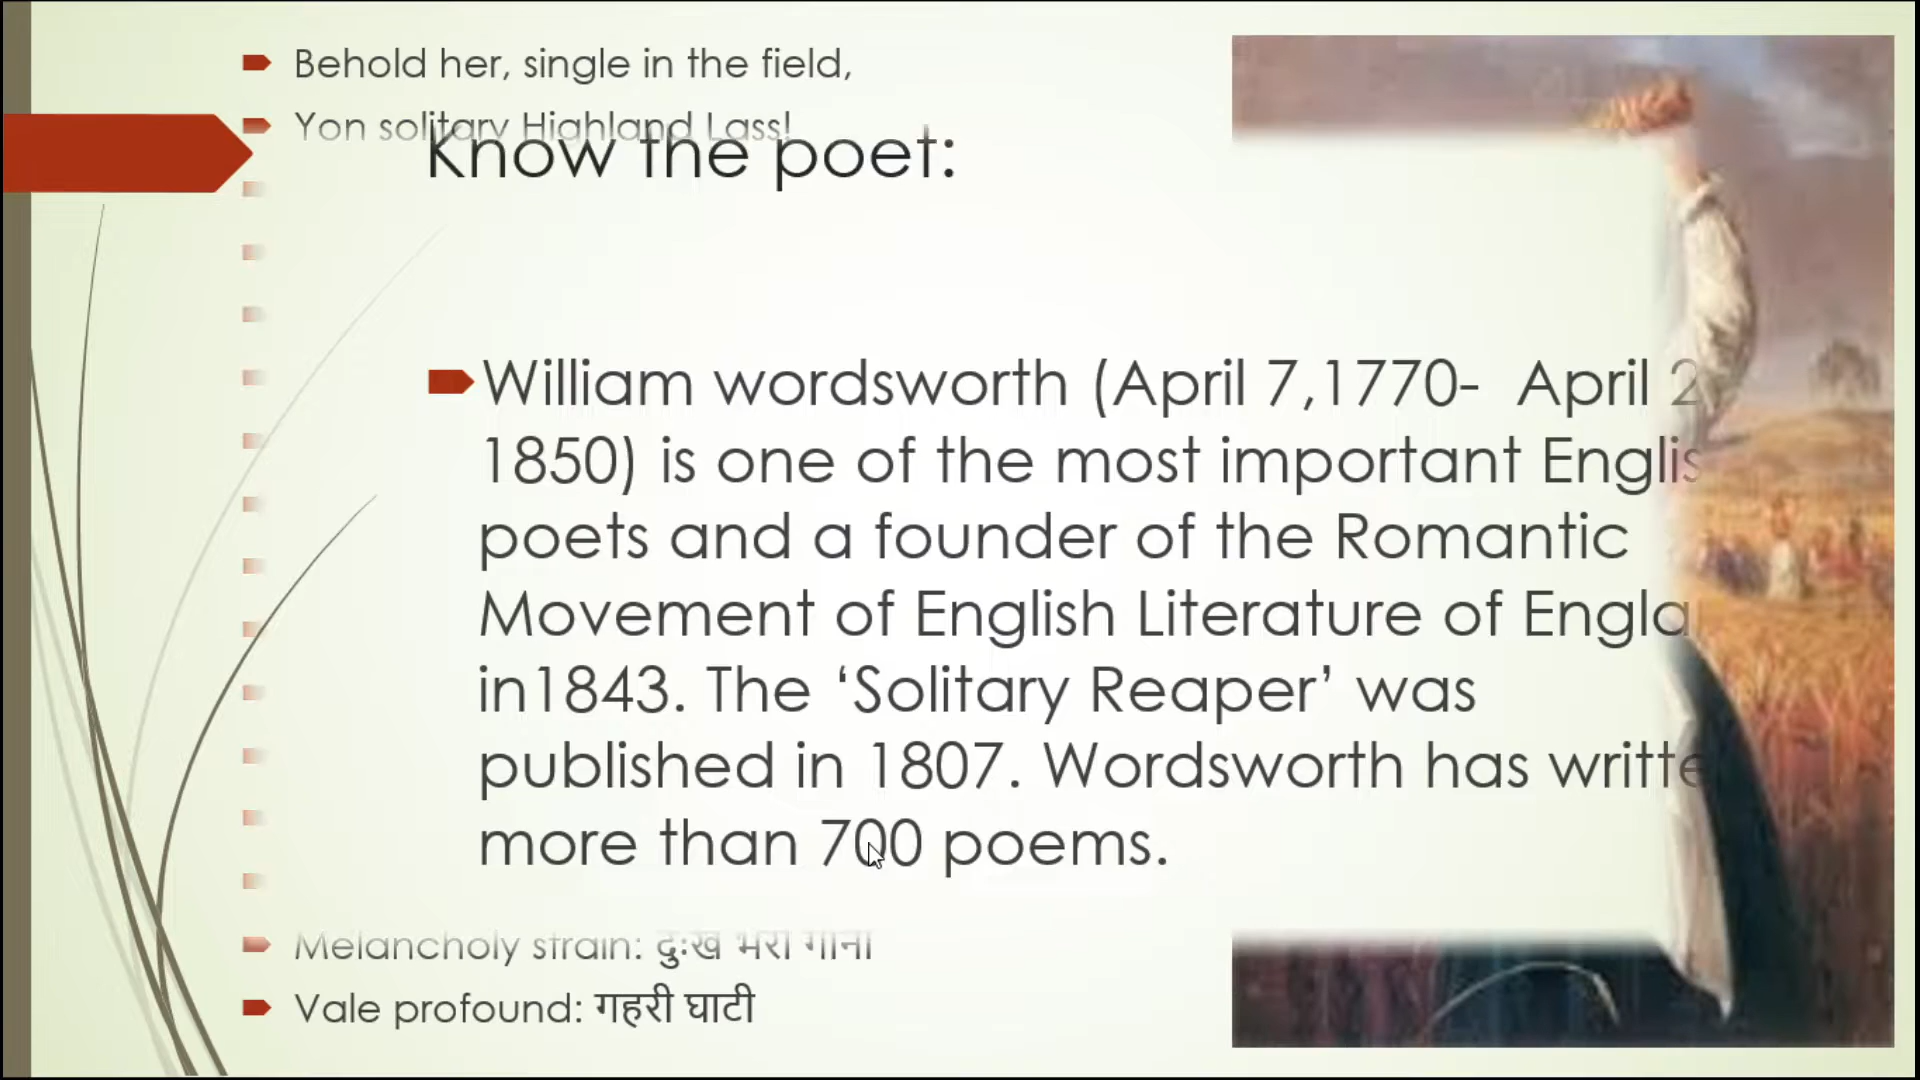 Behold her, single in the field,
Yon solitary Highland Lass!
Know the poet:
William wordsworth (April 7,1770- April
1850) is one of the most important
poets and a founder of the Romantic
Movement of English Literature of
in1843. The ‘Solitary Reaper’ was
published in 1807. Wordsworth has
more than 700 poems.
Melancholy strain: दुःख भरा गाना
Vale profound: गहरी घाटी